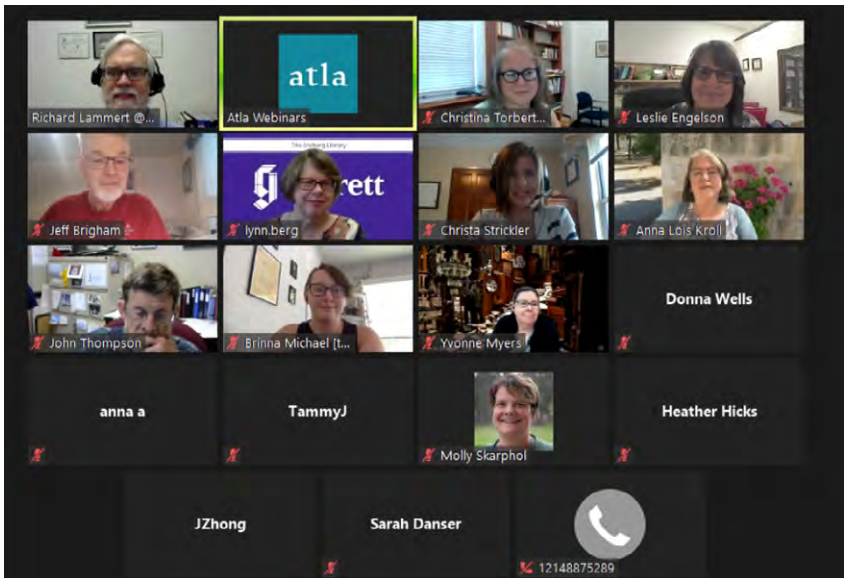 Richard Lammert @...
atla
Atla Webinars
Christina Torbert...
Leslie Engelson
Jeff Brigham
The Styberg Library
rett
lynn.berg
Christa Strickler
Anna Lois Kroll
John Thompson
Brinna Michael [t...
Yvonne Myers
Donna Wells
anna a
TammyJ
Molly Skarphol
Heather Hicks
JZhong
Sarah Danser
12148875289